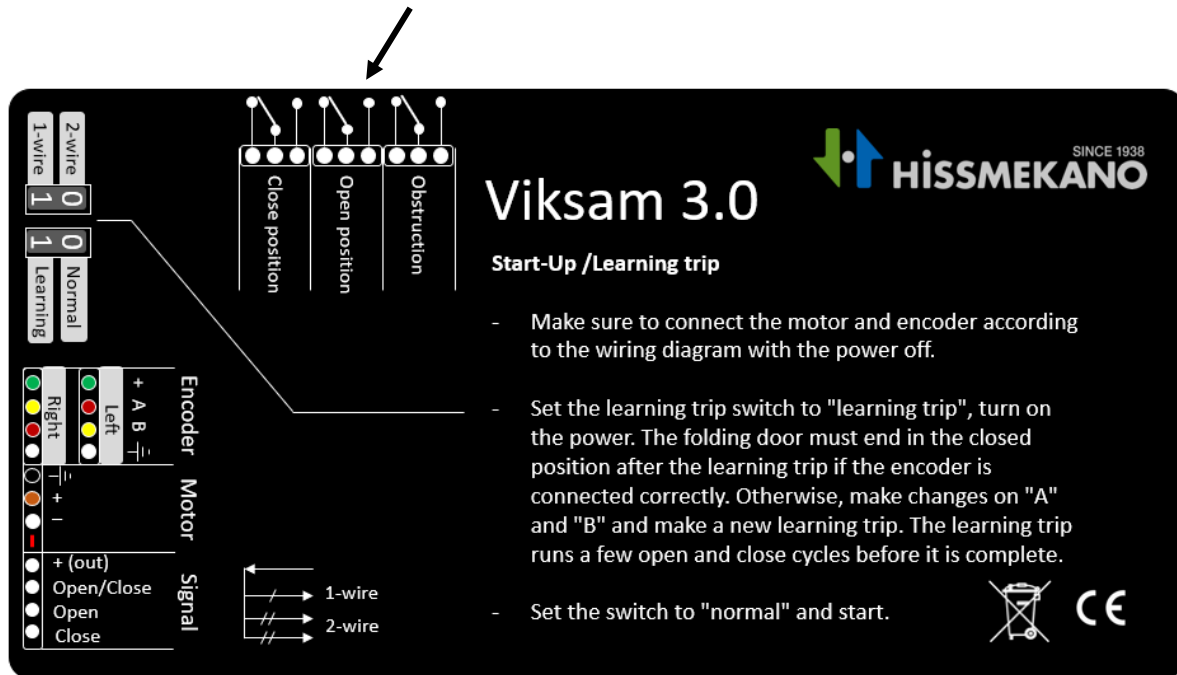 2-wire
1-wire
1 0
1 0
Normal
Learning
Close position
Open position
Obstruction
SINCE 1938
HISSMEKANO
Viksam 3.0
Start-Up /Learning trip
- Make sure to connect the motor and encoder according
to the wiring diagram with the power off.
- Set the learning trip switch to "learning trip", turn on
the power. The folding door must end in the closed
position after the learning trip if the encoder is
connected correctly. Otherwise, make changes on "A"
and "B" and make a new learning trip. The learning trip
runs a few open and close cycles before it is complete.
- Set the switch to "normal" and start.
Encoder
+ A B
Left
Right
Motor
+
–
Signal
+ (out)
Open/Close
Open
Close
1-wire
2-wire
CE